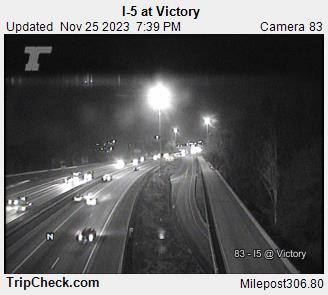 I-5 at Victory
Updated Nov 25 2023 7:39 PM Camera 83
T
N
83 - I5 @ Victory
TripCheck.com Milepost306.80